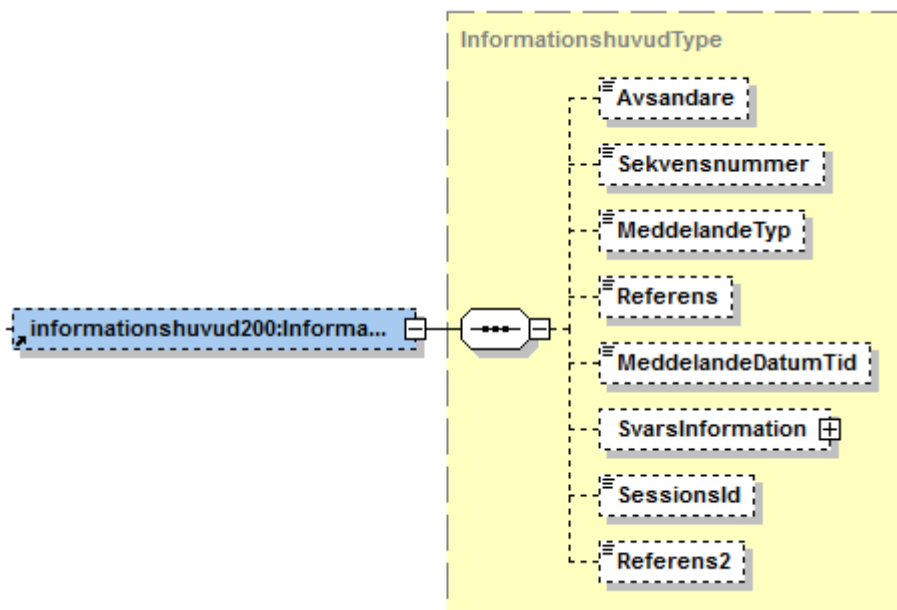 InformationshuvudType
Avsandare
Sekvensnummer
MeddelandeTyp
Referens
informationshuvud200:Informa...
MeddelandeDatumTid
SvarsInformation
SessionsId
Referens2